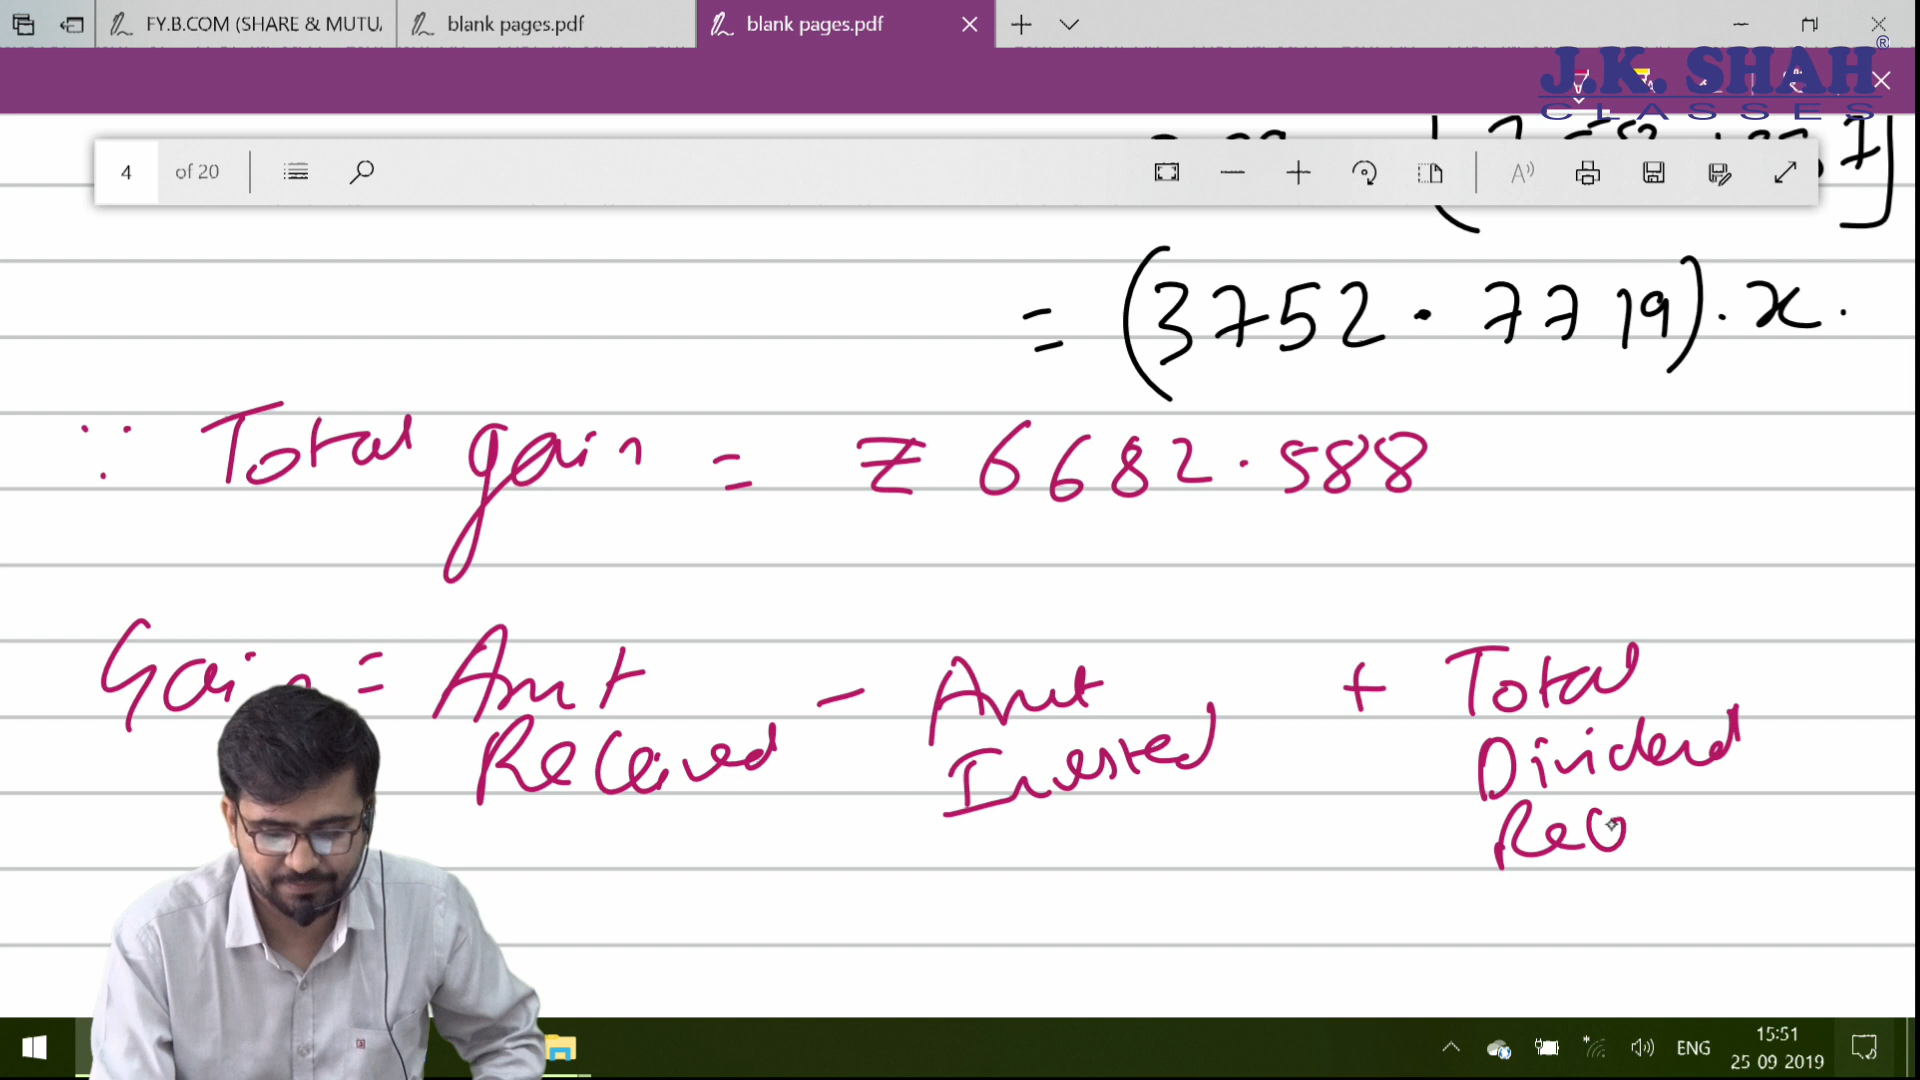 FY.B.COM (SHARE & MUTU
blank pages.pdf
blank pages.pdf
J.K. SHAH®
CLASSES
4 of 20
= (3752.7719).x.
∵ Total gain = ₹ 6682.588
Gain = Amt Received - Amt Invested + Total Dividend Rec
ENG
15:51
25 09 2019